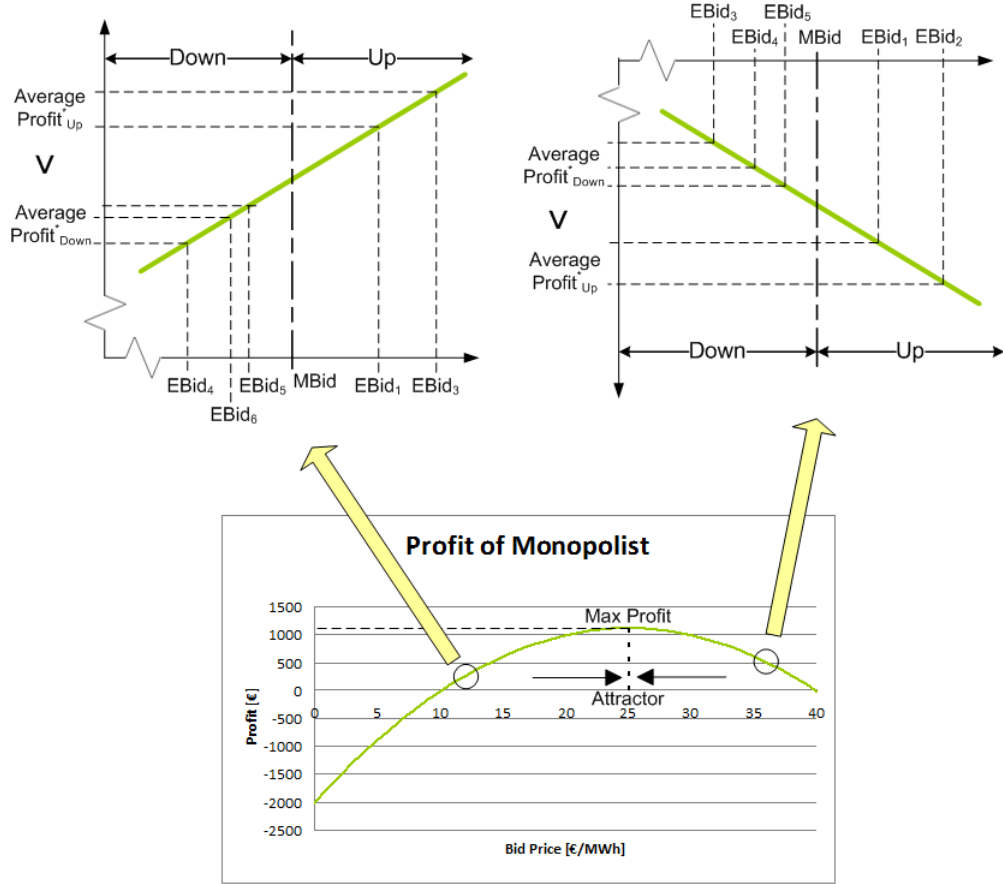 Down
Up
Average
Profit*Up
V
Average
Profit*Down
EBid4
EBid6
EBid5
MBid
EBid1
EBid3
EBid3
EBid5
EBid4
MBid
EBid1
EBid2
Average
Profit*Down
V
Average
Profit*Up
Down
Up
Profit of Monopolist
Profit [€]
1500
1000
500
0
-500
-1000
-1500
-2000
-2500
Max Profit
Attractor
0 5 10 15 20 25 30 35 40
Bid Price [€/MWh]